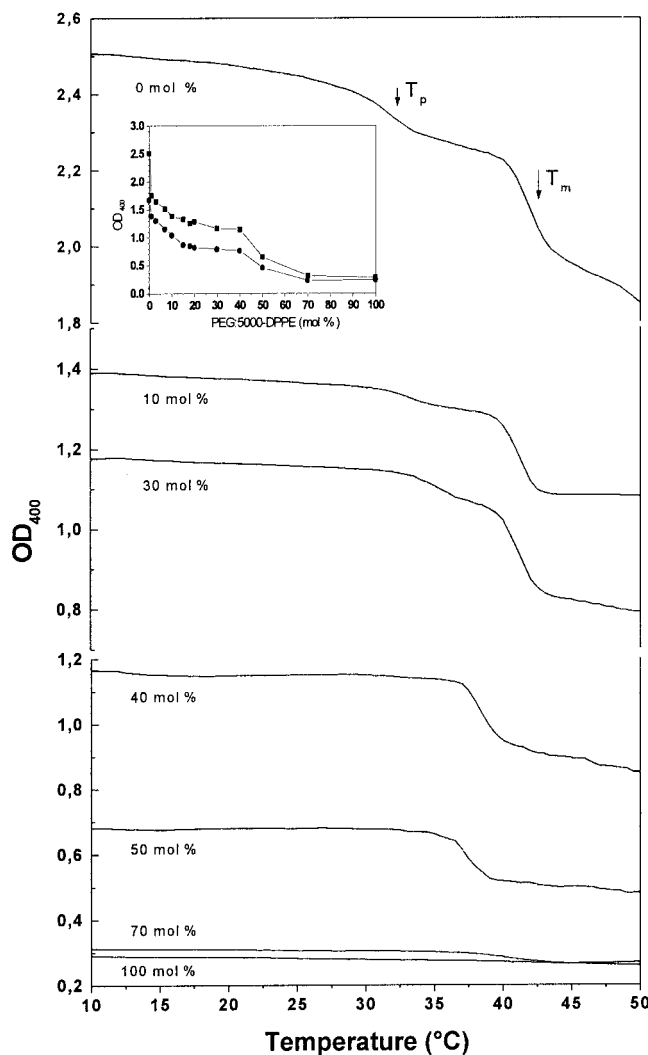 2,6
2,4
2,2
2,0
1,8
0 mol %
T_p
T_m
3.0
2.5
2.0
1.5
1.0
0.5
0.0
OD_400
0 10 20 30 40 50 60 70 80 90 100
PEG:5000-DPPE (mol %)
1,4
1,2
1,0
0,8
10 mol %
30 mol %
OD_400
1,2
1,0
0,8
0,6
0,4
0,2
40 mol %
50 mol %
70 mol %
100 mol %
10 15 20 25 30 35 40 45 50
Temperature (°C)